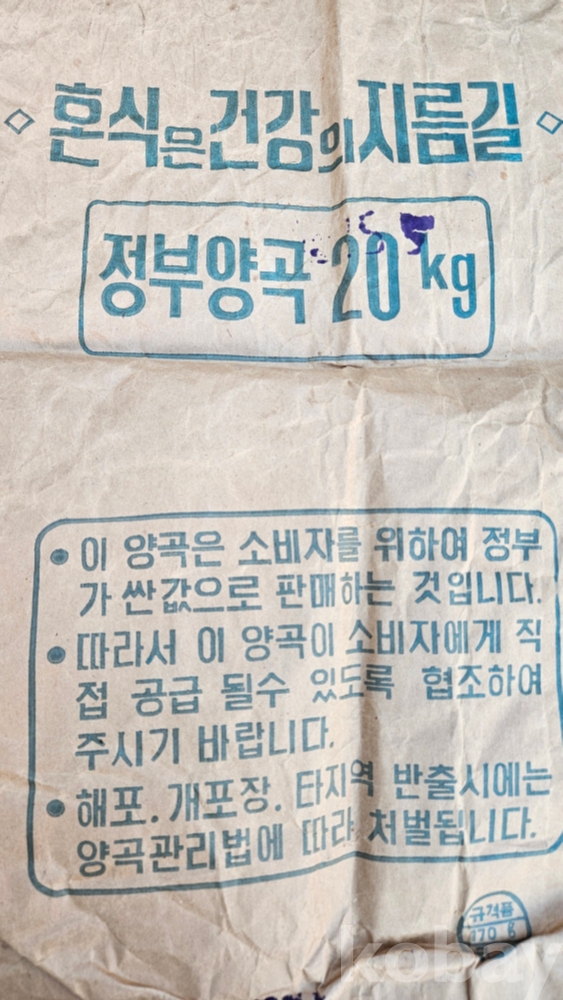 ◇ 혼식은 건강의 지름길 ◇
정부양곡 20 kg
• 이 양곡은 소비자를 위하여 정부
가 싼값으로 판매하는 것입니다.
• 따라서 이 양곡이 소비자에게 직
접 공급 될수 있도록 협조하여
주시기 바랍니다.
• 해포. 개포장. 타지역 반출시에는
양곡관리법에 따라 처벌됩니다.
규격품
kobay